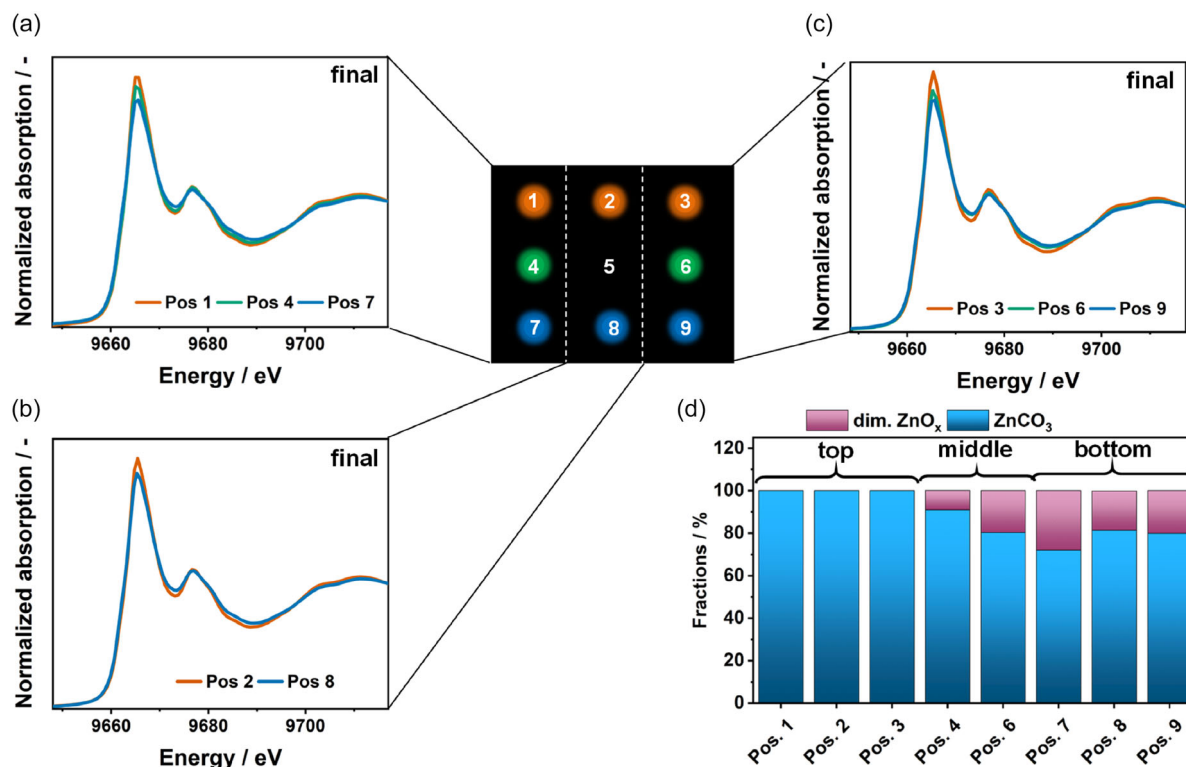 (a)
Normalized absorption / -
final
Pos 1 Pos 4 Pos 7
9660 9680 9700
Energy / eV
1 2 3
4 5 6
7 8 9
(c)
Normalized absorption / -
final
Pos 3 Pos 6 Pos 9
9660 9680 9700
Energy / eV
(b)
Normalized absorption / -
final
Pos 2 Pos 8
9660 9680 9700
Energy / eV
(d)
dim. ZnOₓ ZnCO₃
Fractions / %
120
100
80
60
40
20
0
top middle bottom
Pos. 1 Pos. 2 Pos. 3 Pos. 4 Pos. 6 Pos. 7 Pos. 8 Pos. 9